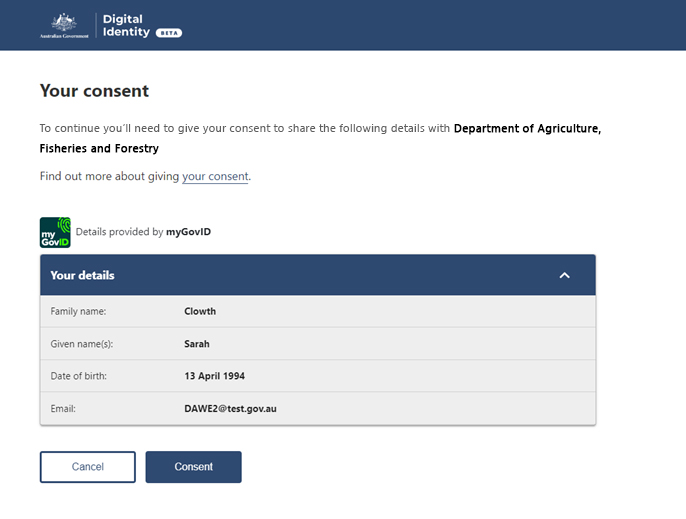 Australian Government
Digital
Identity BETA
Your consent
To continue you'll need to give your consent to share the following details with Department of Agriculture,
Fisheries and Forestry
Find out more about giving your consent.
my
GovID
Details provided by myGovID
Your details
Family name: Clowth
Given name(s): Sarah
Date of birth: 13 April 1994
Email: DAWE2@test.gov.au
Cancel Consent